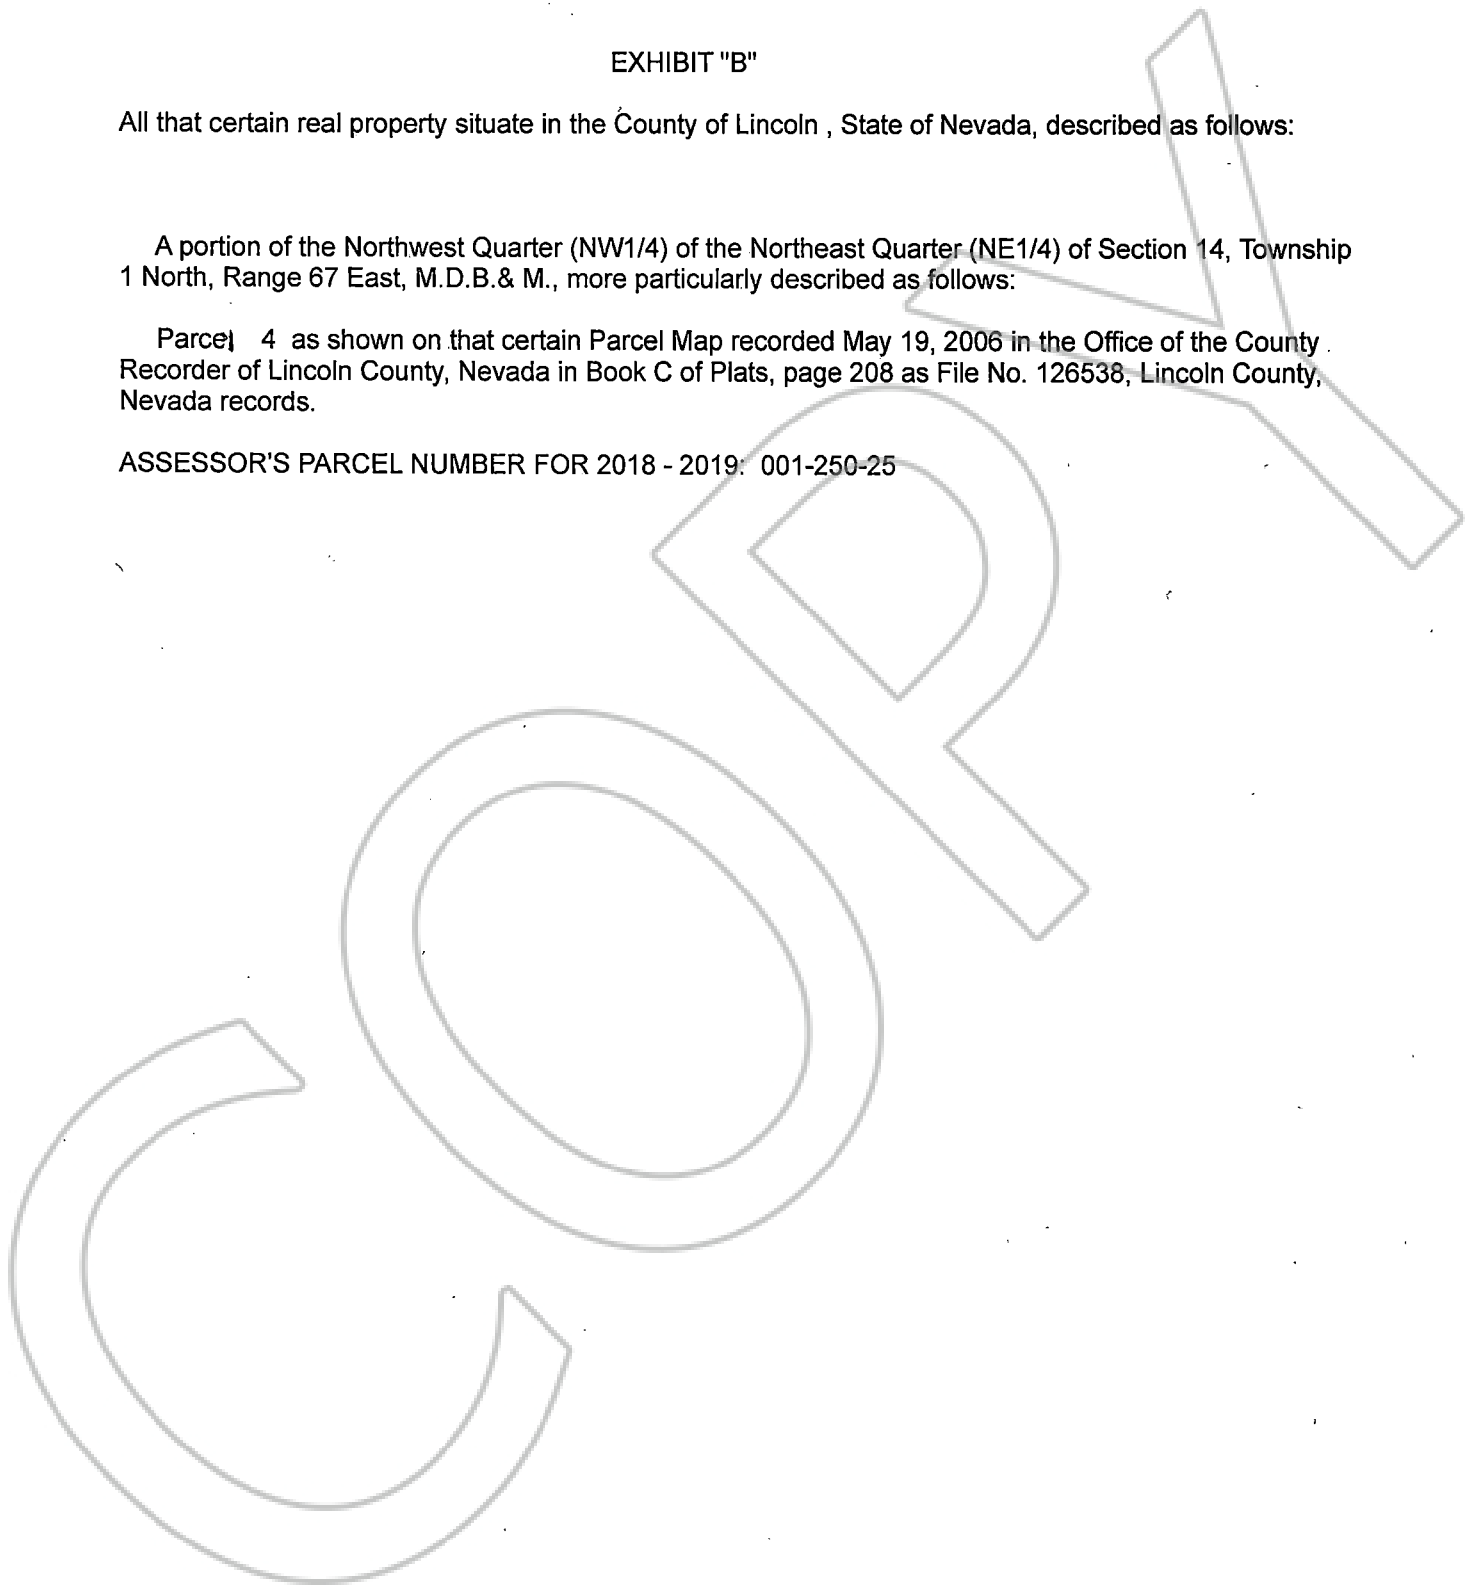 EXHIBIT "B"
All that certain real property situate in the County of Lincoln , State of Nevada, described as follows:
A portion of the Northwest Quarter (NW1/4) of the Northeast Quarter (NE1/4) of Section 14, Township
1 North, Range 67 East, M.D.B.& M., more particularly described as follows:
Parcel 4 as shown on that certain Parcel Map recorded May 19, 2006 in the Office of the County
Recorder of Lincoln County, Nevada in Book C of Plats, page 208 as File No. 126538, Lincoln County,
Nevada records.
ASSESSOR'S PARCEL NUMBER FOR 2018 - 2019: 001-250-25
COPY